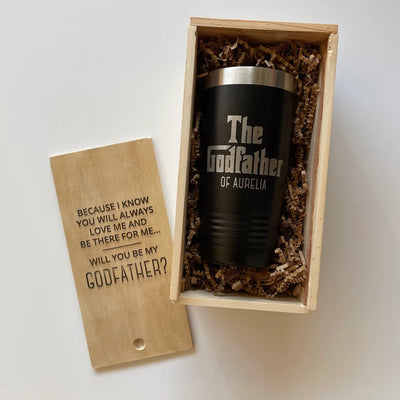 The
Godfather
OF AURELIA
BECAUSE I KNOW
YOU WILL ALWAYS
LOVE ME AND
BE THERE FOR ME...
WILL YOU BE MY
GODFATHER?